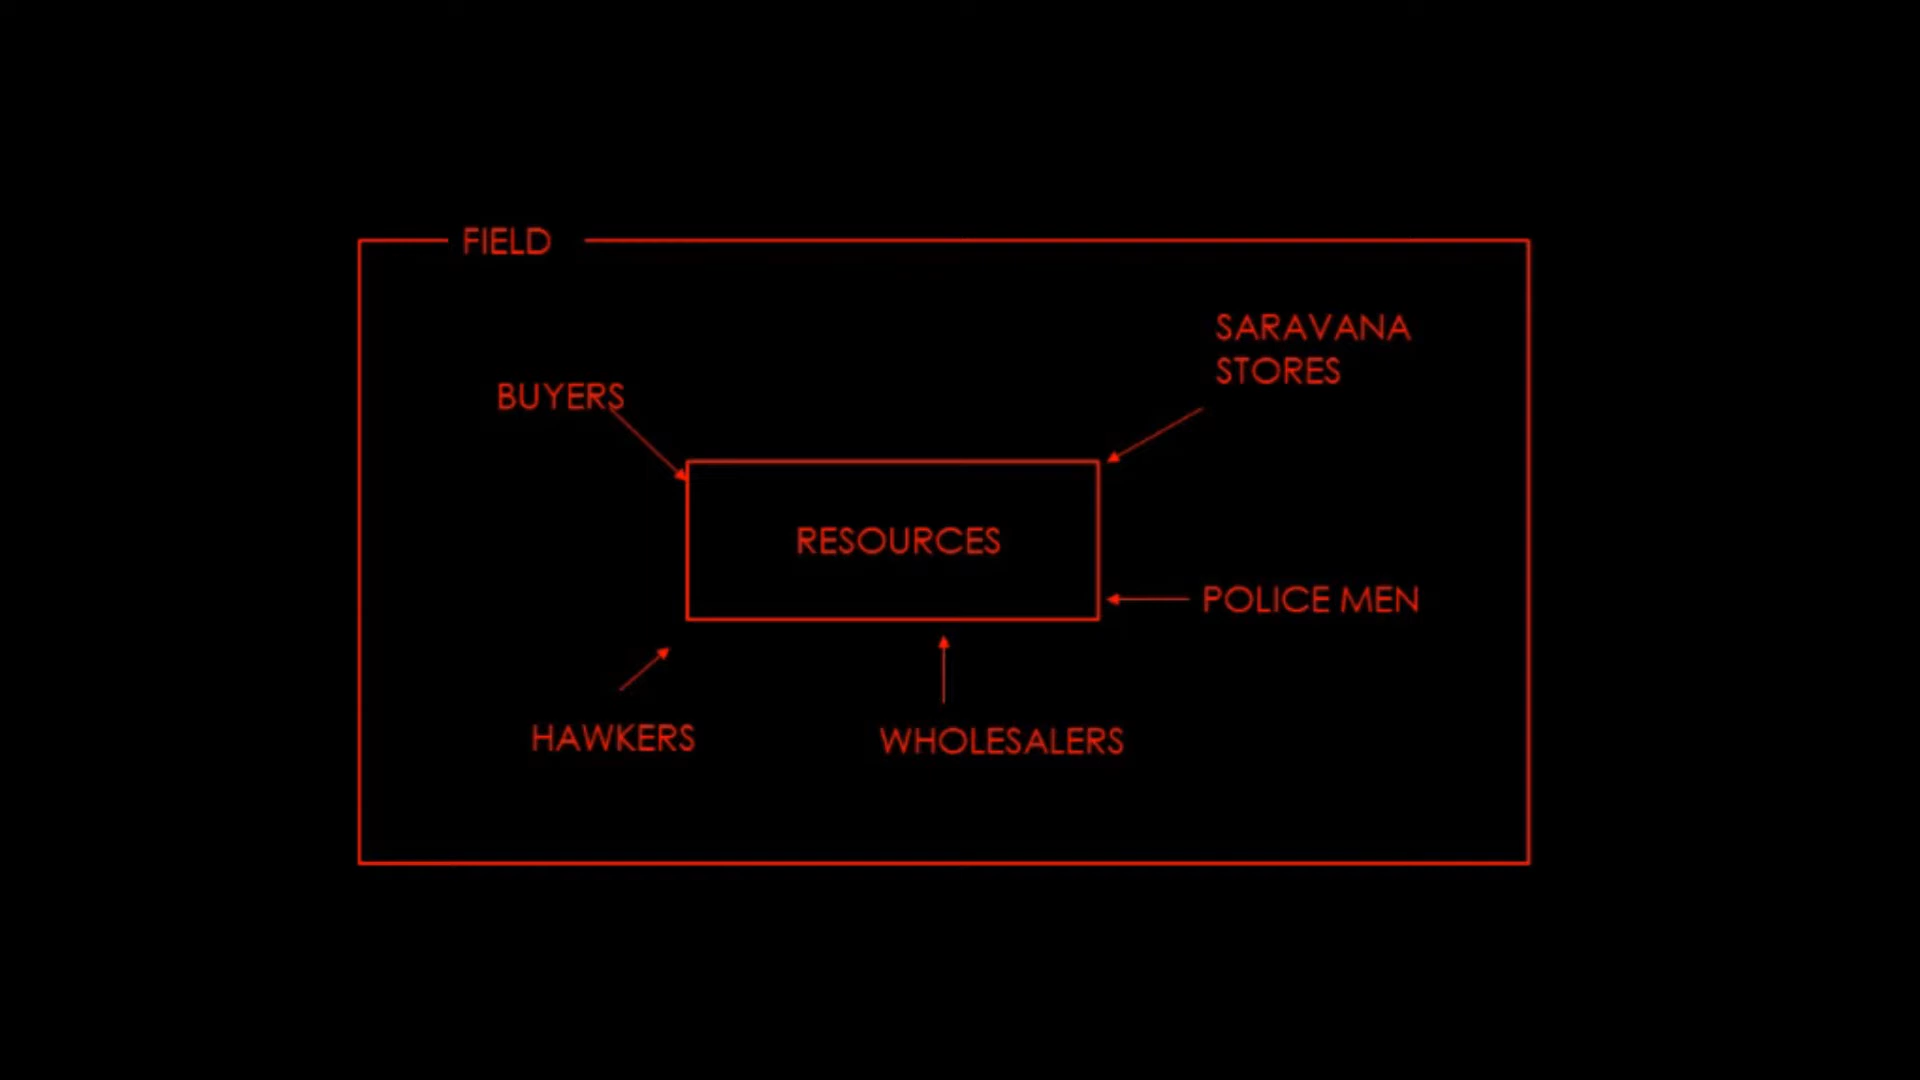 FIELD
SARAVANA
STORES
BUYERS
RESOURCES
POLICE MEN
HAWKERS
WHOLESALERS